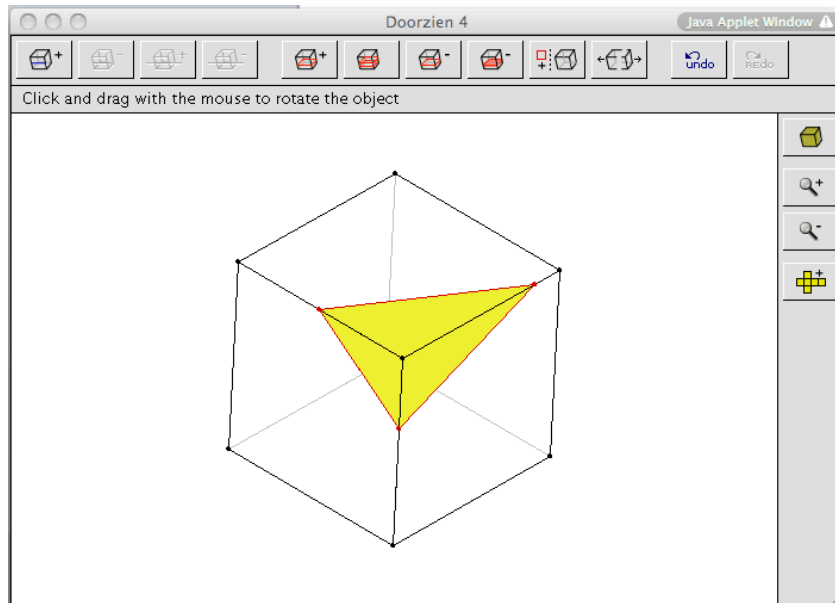 Doorzien 4
Java Applet Window
undo
REdo
Click and drag with the mouse to rotate the object